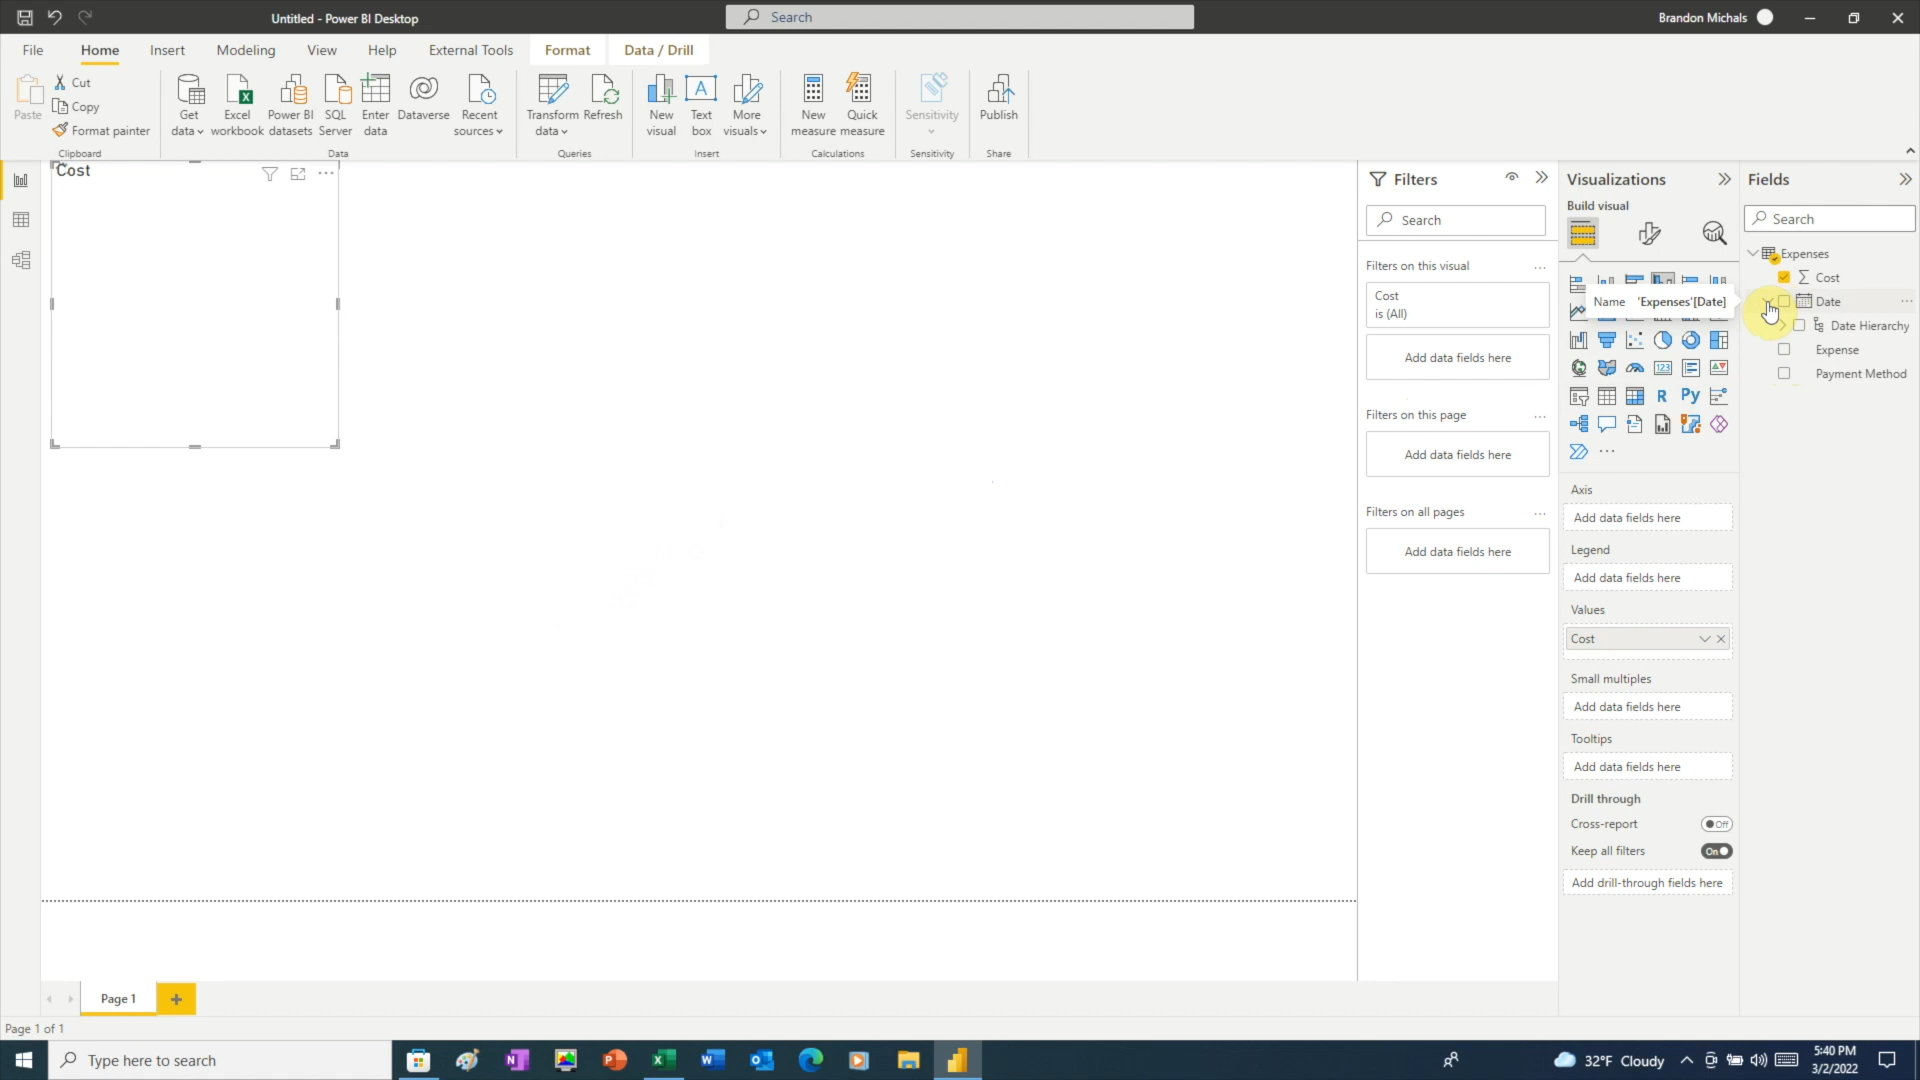 Untitled - Power BI Desktop
Search
Brandon Michals
File
Home
Insert
Modeling
View
Help
External Tools
Format
Data / Drill
Paste
Cut
Copy
Format painter
Clipboard
Get data
Excel workbook
Power BI datasets
SQL Server
Enter data
Dataverse
Recent sources
Data
Transform data
Refresh
Queries
New visual
A
Text box
More visuals
Insert
New measure
Quick measure
Calculations
Sensitivity
Sensitivity
Publish
Share
Cost
Filters
Search
Filters on this visual
Cost
is (All)
Add data fields here
Filters on this page
Add data fields here
Filters on all pages
Add data fields here
Visualizations
Build visual
Name 'Expenses'[Date]
123
R
Py
Axis
Add data fields here
Legend
Add data fields here
Values
Cost
Small multiples
Add data fields here
Tooltips
Add data fields here
Drill through
Cross-report
Off
Keep all filters
On
Add drill-through fields here
Fields
Search
Expenses
Σ Cost
Date
Date Hierarchy
Expense
Payment Method
Page 1
Page 1 of 1
Type here to search
32°F Cloudy
5:40 PM
3/2/2022